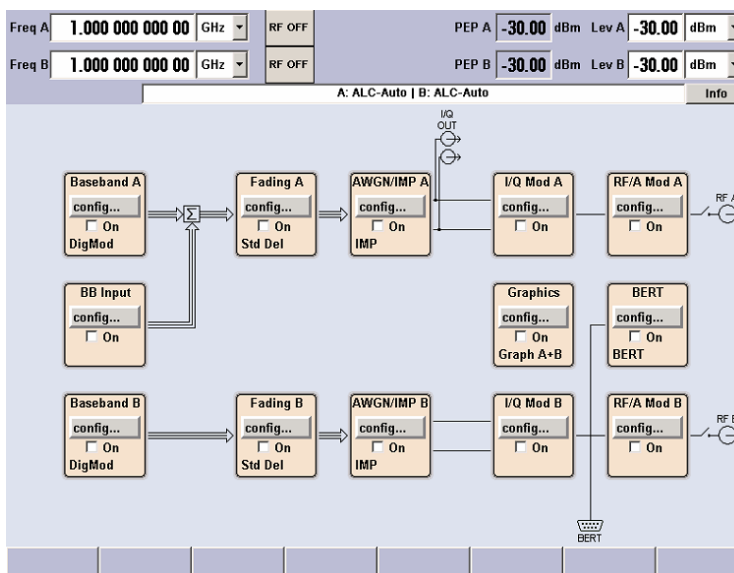 Freq A 1.000 000 000 00 GHz RF OFF PEP A -30.00 dBm Lev A -30.00 dBm
Freq B 1.000 000 000 00 GHz RF OFF PEP B -30.00 dBm Lev B -30.00 dBm
A: ALC-Auto | B: ALC-Auto Info
I/Q
OUT
Baseband A Fading A AWGN/IMP A I/Q Mod A RF/A Mod A
config... config... config... config... config... RF A
On Σ On On On On
DigMod Std Del IMP
BB Input Graphics BERT
config... config... config...
On On On
Graph A+B BERT
Baseband B Fading B AWGN/IMP B I/Q Mod B RF/A Mod B
config... config... config... config... config... RF B
On On On On On
DigMod Std Del IMP
BERT